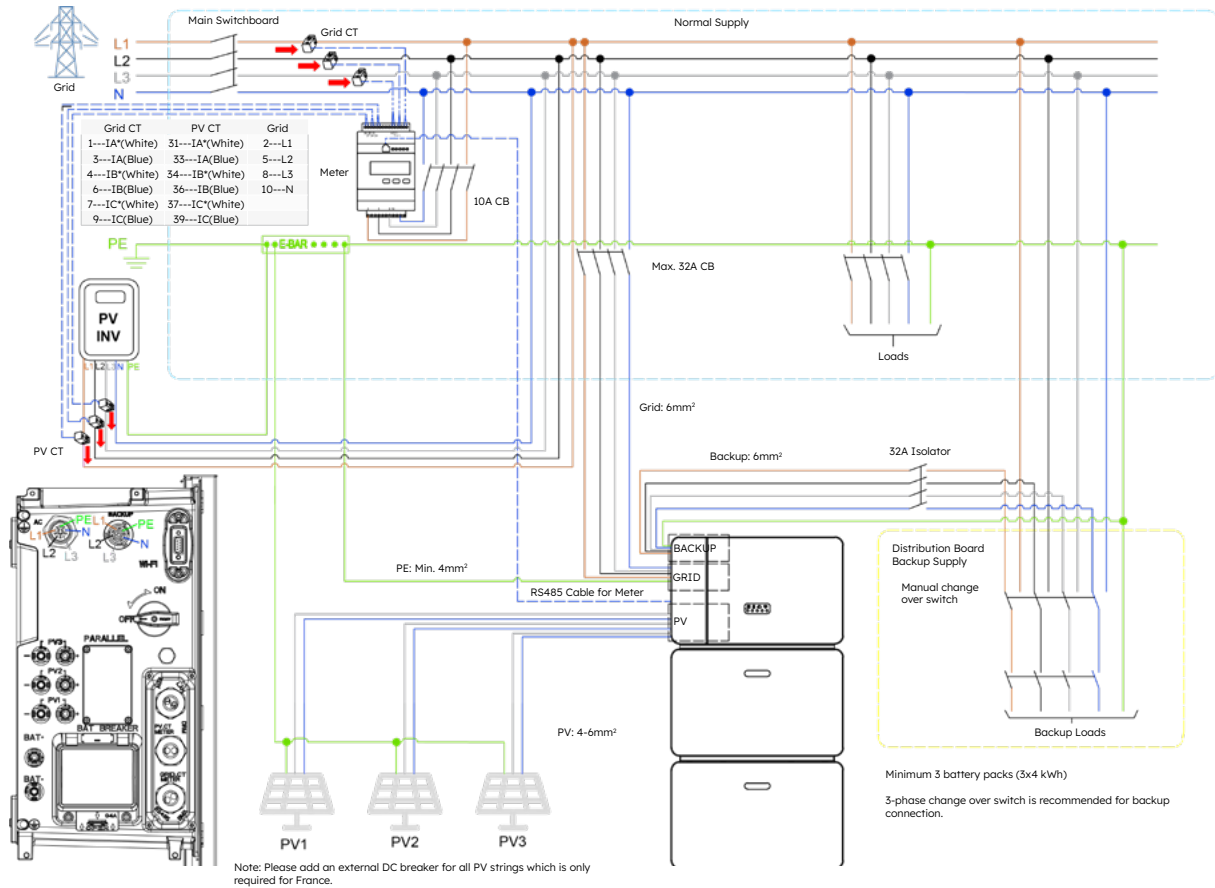 Main Switchboard
Normal Supply
Grid CT
Grid
L1
L2
L3
N
Grid CT PV CT Grid
1---IA*(White) 31---IA*(White) 2---L1
3---IA(Blue) 33---IA(Blue) 5---L2
4---IB*(White) 34---IB*(White) 8---L3
6---IB(Blue) 36---IB(Blue) 10---N
7---IC*(White) 37---IC*(White)
9---IC(Blue) 39---IC(Blue)
Meter
10A CB
PE
E-BAR
Max. 32A CB
PV
INV
L1 L2 L3 N PE
Loads
Grid: 6mm²
PV CT
Backup: 6mm²
32A Isolator
AC
PE
L1
N
L2
L3
BACKUP
L1
PE
L2
N
L3
Wi-Fi
ON
OFF
PARALLEL
PV3
PV2
PV1
BAT-
BAT-
BAT BREAKER
PV.CT
METER
GRID.CT
METER
PE: Min. 4mm²
RS485 Cable for Meter
BACKUP
GRID
PV
Distribution Board
Backup Supply
Manual change
over switch
Backup Loads
PV: 4-6mm²
PV1
PV2
PV3
Minimum 3 battery packs (3x4 kWh)
3-phase change over switch is recommended for backup
connection.
Note: Please add an external DC breaker for all PV strings which is only
required for France.